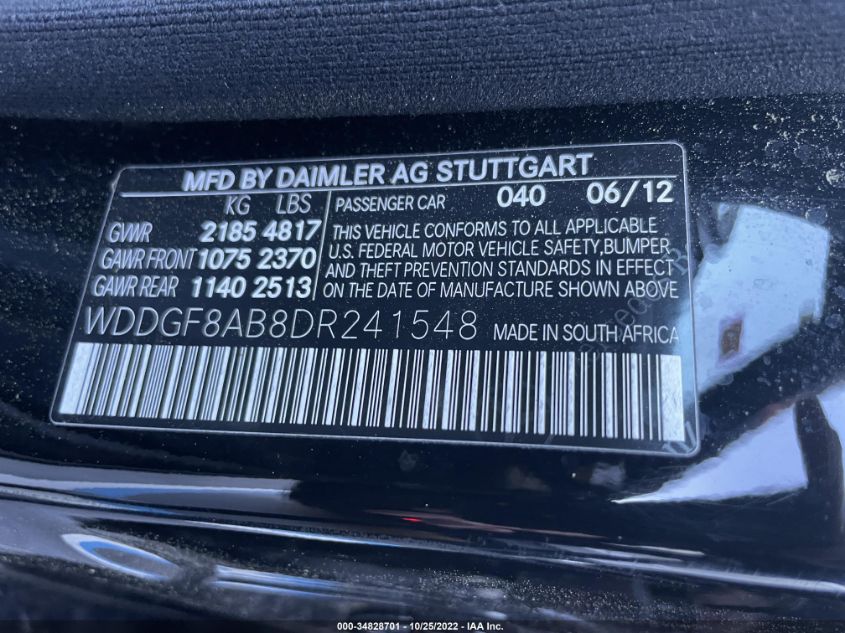 MFD BY DAIMLER AG STUTTGART
KG LBS
GVWR 2185 4817
GAWR FRONT 1075 2370
GAWR REAR 1140 2513
PASSENGER CAR 040 06/12
THIS VEHICLE CONFORMS TO ALL APPLICABLE
U.S. FEDERAL MOTOR VEHICLE SAFETY, BUMPER
AND THEFT PREVENTION STANDARDS IN EFFECT
ON DATE OF MANUFACTURE SHOWN ABOVE
WDDGF8AB8DR241548 MADE IN SOUTH AFRICA
000-34828701 - 10/25/2022 - IAA Inc.